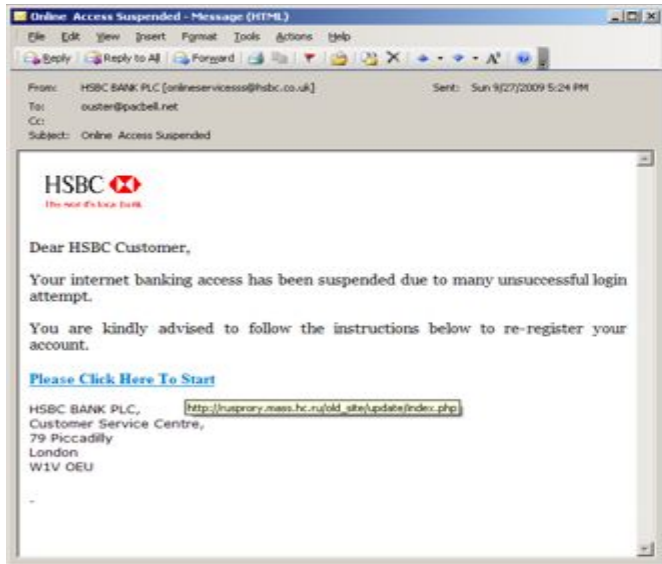 Online Access Suspended - Message (HTML)
File Edit View Insert Format Tools Actions Help
Reply Reply to All Forward
From: HSBC BANK PLC [onlineservicesss@hsbc.co.uk] Sent: Sun 9/27/2009 5:24 PM
To: ouster@pacbell.net
Cc:
Subject: Online Access Suspended
HSBC
The world's local bank
Dear HSBC Customer,
Your internet banking access has been suspended due to many unsuccessful login
attempt.
You are kindly advised to follow the instructions below to re-register your
account.
Please Click Here To Start
HSBC BANK PLC, http://rusprory.mass.hc.ru/old_site/update/index.php
Customer Service Centre,
79 Piccadilly
London
W1V OEU
-